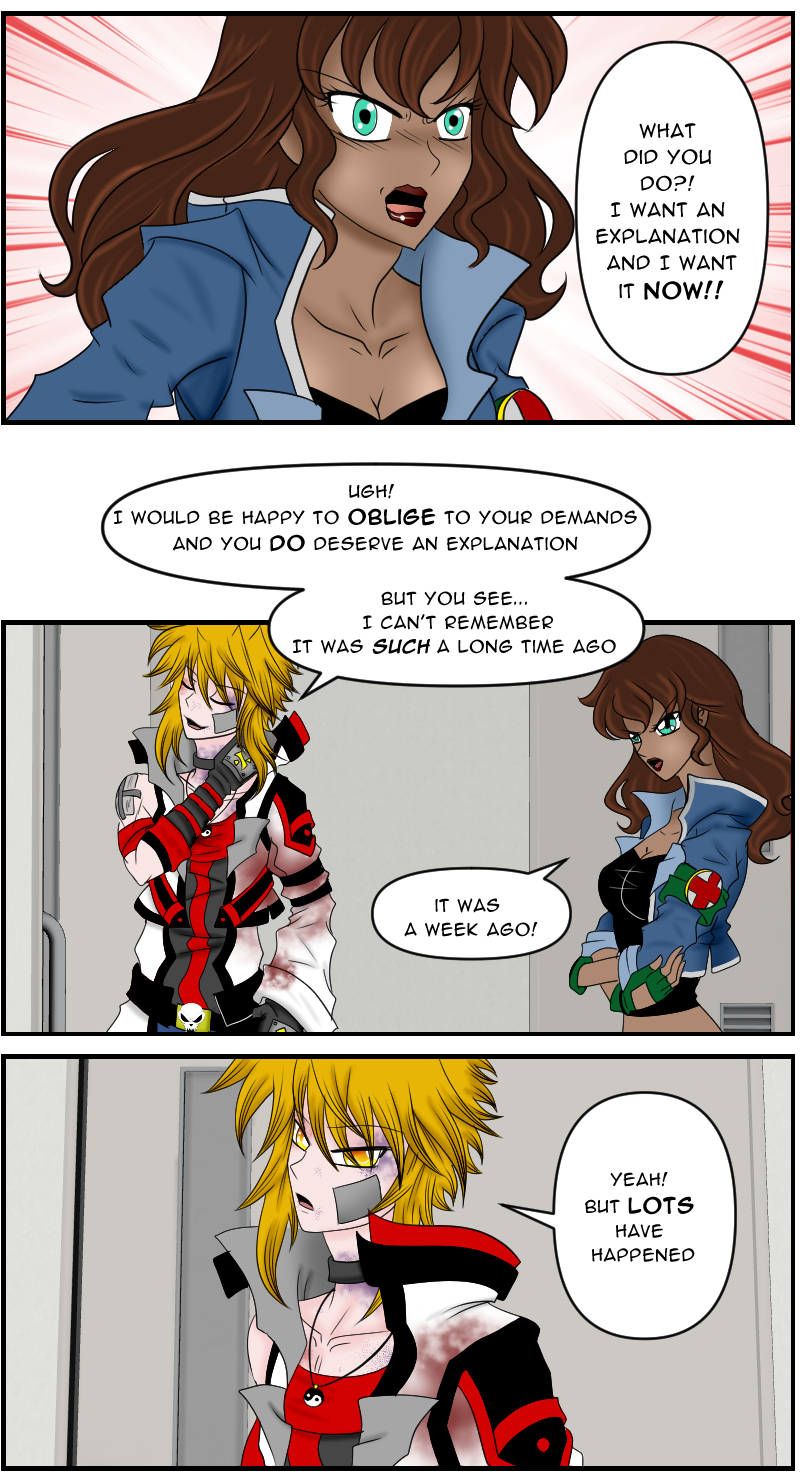 WHAT
DID YOU
DO?!
I WANT AN
EXPLANATION
AND I WANT
IT NOW!!
UGH!
I WOULD BE HAPPY TO OBLIGE TO YOUR DEMANDS
AND YOU DO DESERVE AN EXPLANATION
BUT YOU SEE...
I CAN'T REMEMBER
IT WAS SUCH A LONG TIME AGO
IT WAS
A WEEK AGO!
YEAH!
BUT LOTS
HAVE
HAPPENED